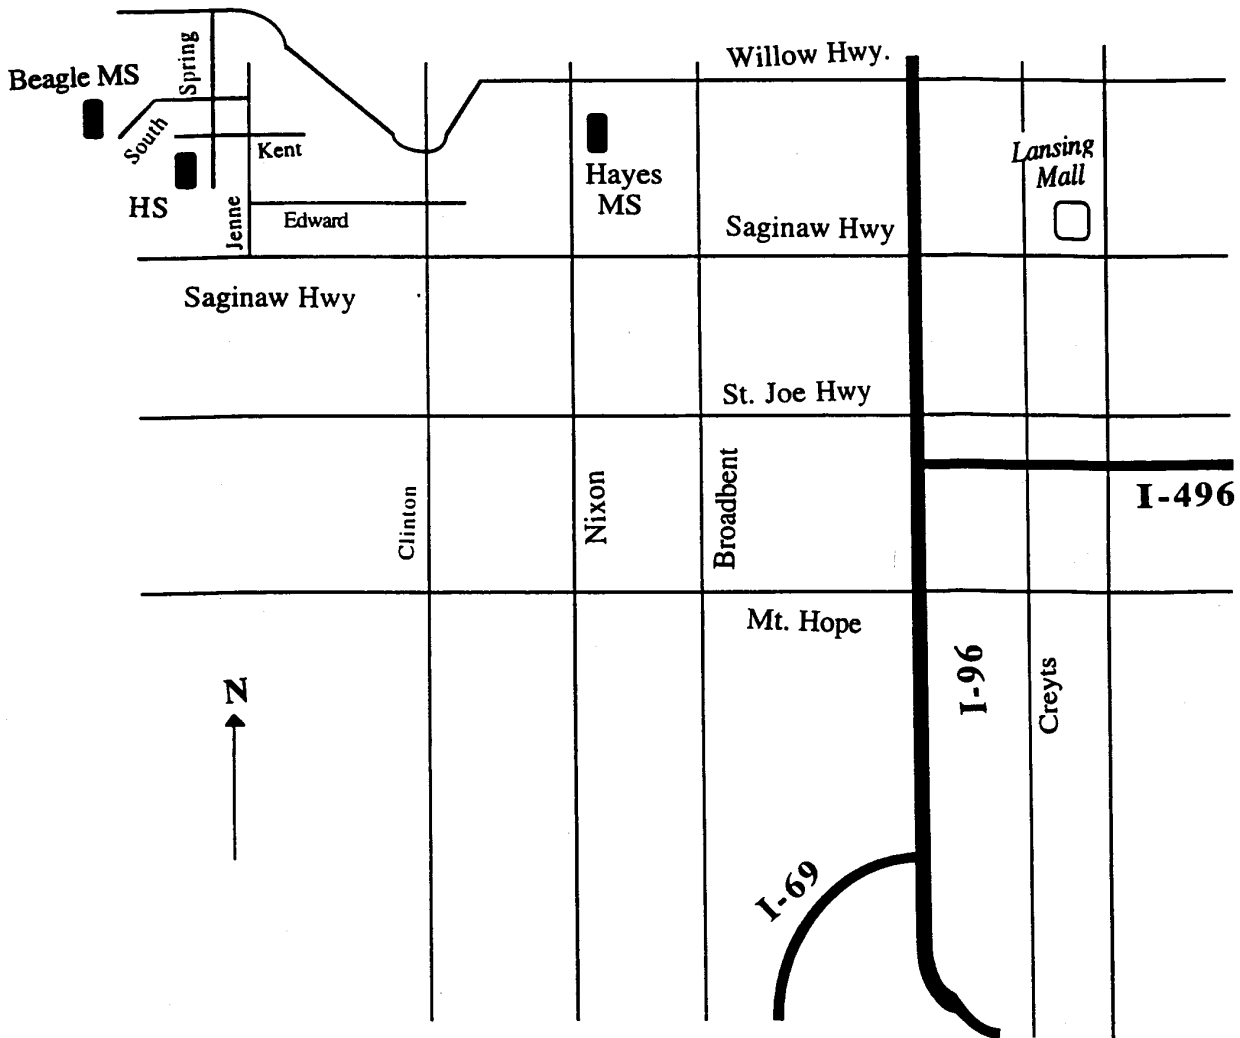 Willow Hwy.
Spring
Beagle MS
South
Kent
Lansing
Mall
Hayes
MS
HS
Jenne
Edward
Saginaw Hwy
Saginaw Hwy
St. Joe Hwy
Clinton
Nixon
Broadbent
I-496
Mt. Hope
I-96
Creyts
N
I-69